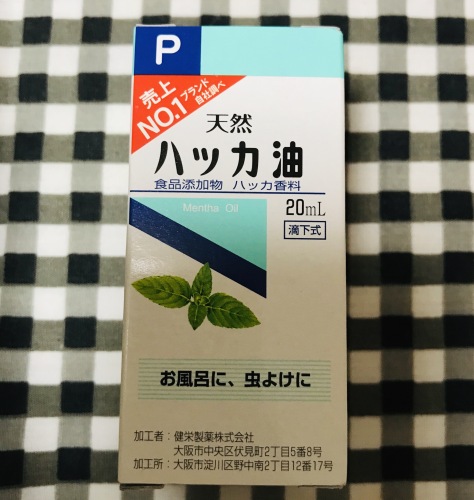 P
売上
NO.1
ブランド
自社調べ
天然
ハッカ油
食品添加物 ハッカ香料
Mentha Oil
20mL
滴下式
お風呂に、虫よけに
加工者：健栄製薬株式会社
大阪市中央区伏見町2丁目5番8号
加工所：大阪市淀川区野中南2丁目12番17号